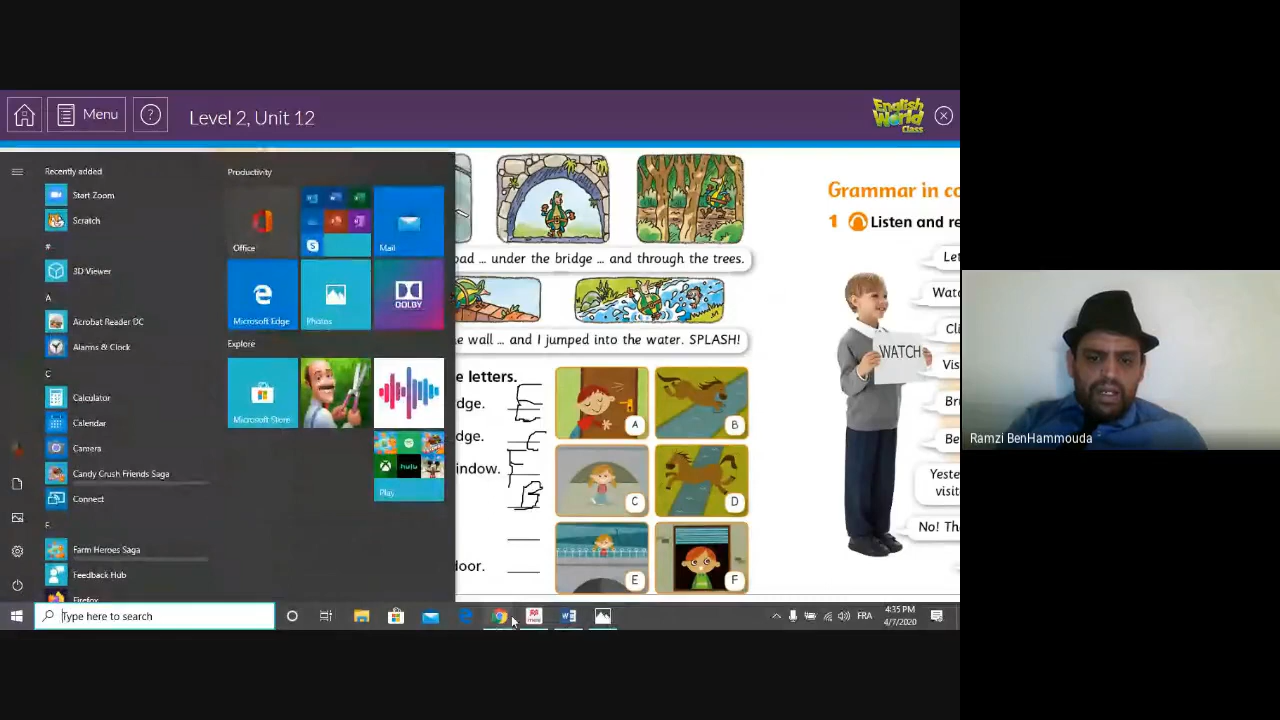 Menu
?
Level 2, Unit 12
English World Class
Recently added
Start Zoom
Scratch
#
3D Viewer
A
Acrobat Reader DC
Alarms & Clock
C
Calculator
Calendar
Camera
Candy Crush Friends Saga
Connect
F
Farm Heroes Saga
Feedback Hub
Firefox
Productivity
Office
Mail
Microsoft Edge
Photos
DOLBY
Explore
Microsoft Store
hulu
Play
oad ... under the bridge ... and through the trees.
e wall ... and I jumped into the water. SPLASH!
e letters.
dge. E
dge. C
indow. F
B
door.
A
B
C
D
E
F
Grammar in co
1 Listen and re
Let
Watc
WATCH
Cli
Vis
Bru
Be
Yeste
visit
No! Th
Ramzi BenHammouda
Type here to search
FRA
4:35 PM
4/7/2020